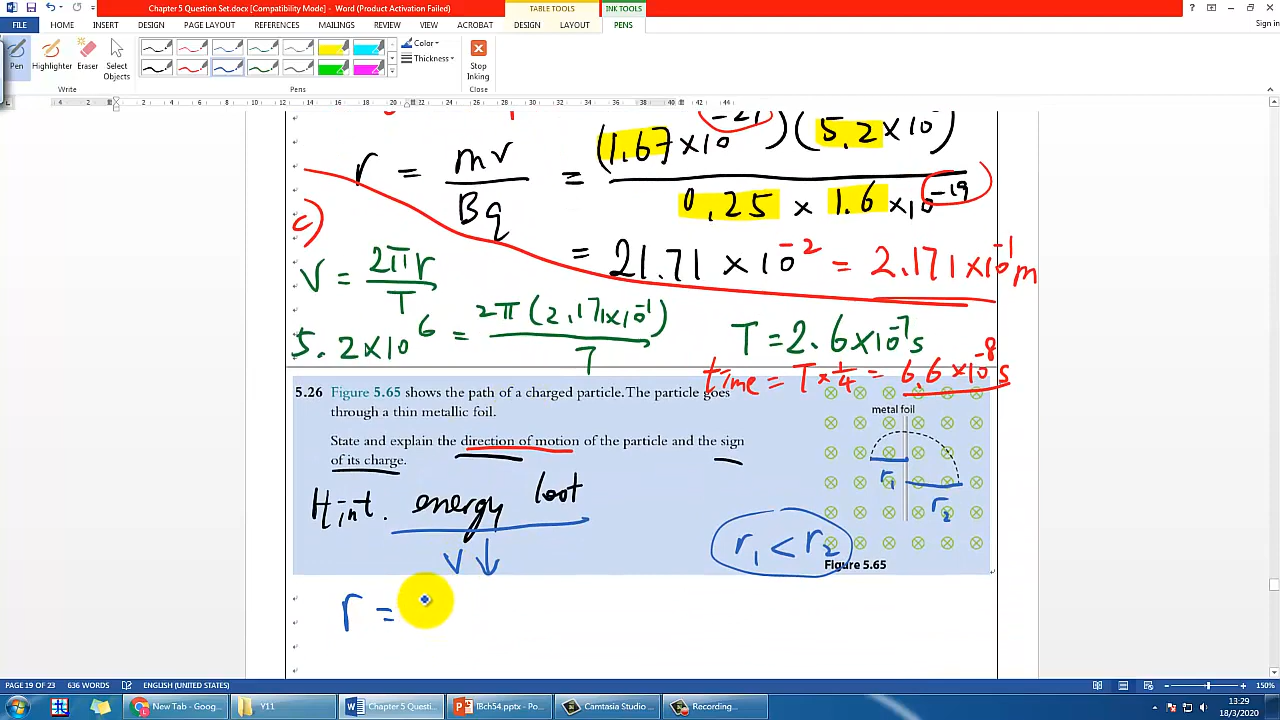 Chapter 5 Question Set.docx [Compatibility Mode] - Word (Product Activation Failed)
TABLE TOOLS
INK TOOLS
FILE HOME INSERT DESIGN PAGE LAYOUT REFERENCES MAILINGS REVIEW VIEW ACROBAT DESIGN LAYOUT PENS
Sign in
Pen
Highlighter
Eraser
Select Objects
Color
Thickness
Stop Inking
Write
Pens
Close
r = mv / Bq = (1.67 × 10 )(5.2 × 10 ) / 0.25 × 1.6 × 10^-19
= 21.71 × 10^-2 = 2.171 × 10^-1 m
c)
V = 2πr / T
5.2 × 10^6 = 2π(2.171×10^-1) / T
T = 2.6 × 10^-7 s
time = T × 1/4 = 6.6 × 10^-8 s
5.26 Figure 5.65 shows the path of a charged particle. The particle goes
through a thin metallic foil.
State and explain the direction of motion of the particle and the sign
of its charge.
metal foil
r1
r2
Hint. energy lost
V ↓
r1 < r2
Figure 5.65
r =
PAGE 19 OF 23 636 WORDS ENGLISH (UNITED STATES)
150%
New Tab - Goog...
Y11
Chapter 5 Questi...
IBch54.pptx - Po...
Camtasia Studio ...
Recording...
13:29
18/3/2020